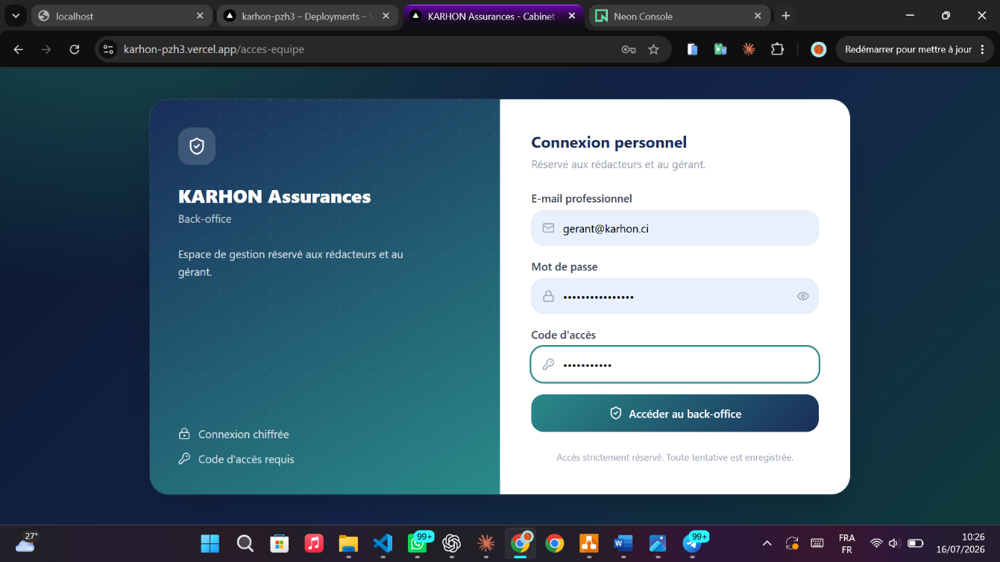 localhost
karhon-pzh3 – Deployments –
KARHON Assurances - Cabinet
Neon Console
karhon-pzh3.vercel.app/acces-equipe
Redémarrer pour mettre à jour
KARHON Assurances
Back-office
Espace de gestion réservé aux rédacteurs et au
gérant.
Connexion chiffrée
Code d'accès requis
Connexion personnel
Réservé aux rédacteurs et au gérant.
E-mail professionnel
gerant@karhon.ci
Mot de passe
••••••••••••••••
Code d'accès
•••••••••••
Accéder au back-office
Accès strictement réservé. Toute tentative est enregistrée.
27°
99+
99+
FRA
FR
10:26
16/07/2026